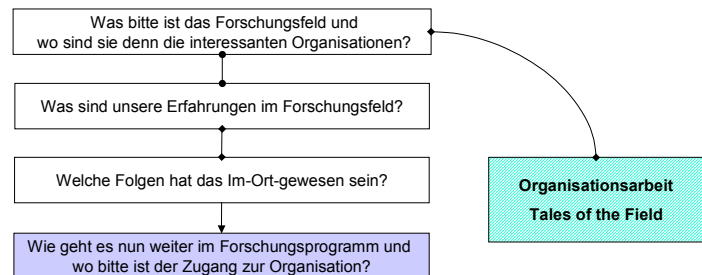 Was bitte ist das Forschungsfeld und
wo sind sie denn die interessanten Organisationen?
Was sind unsere Erfahrungen im Forschungsfeld?
Welche Folgen hat das Im-Ort-gewesen sein?
Organisationsarbeit
Tales of the Field
Wie geht es nun weiter im Forschungsprogramm und
wo bitte ist der Zugang zur Organisation?